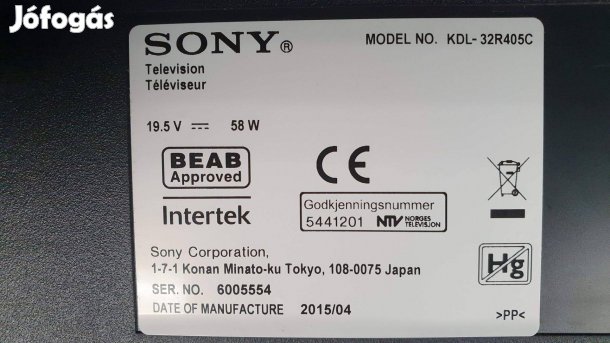 Jófogás
SONY® MODEL NO. KDL-32R405C
Television
Téléviseur
19.5 V 58 W
BEAB
Approved
CE
Intertek
Godkjenningsnummer
5441201 NTV NORGES TELEVISJON
Hg
Sony Corporation,
1-7-1 Konan Minato-ku Tokyo, 108-0075 Japan
SER. NO. 6005554
DATE OF MANUFACTURE 2015/04
>PP<